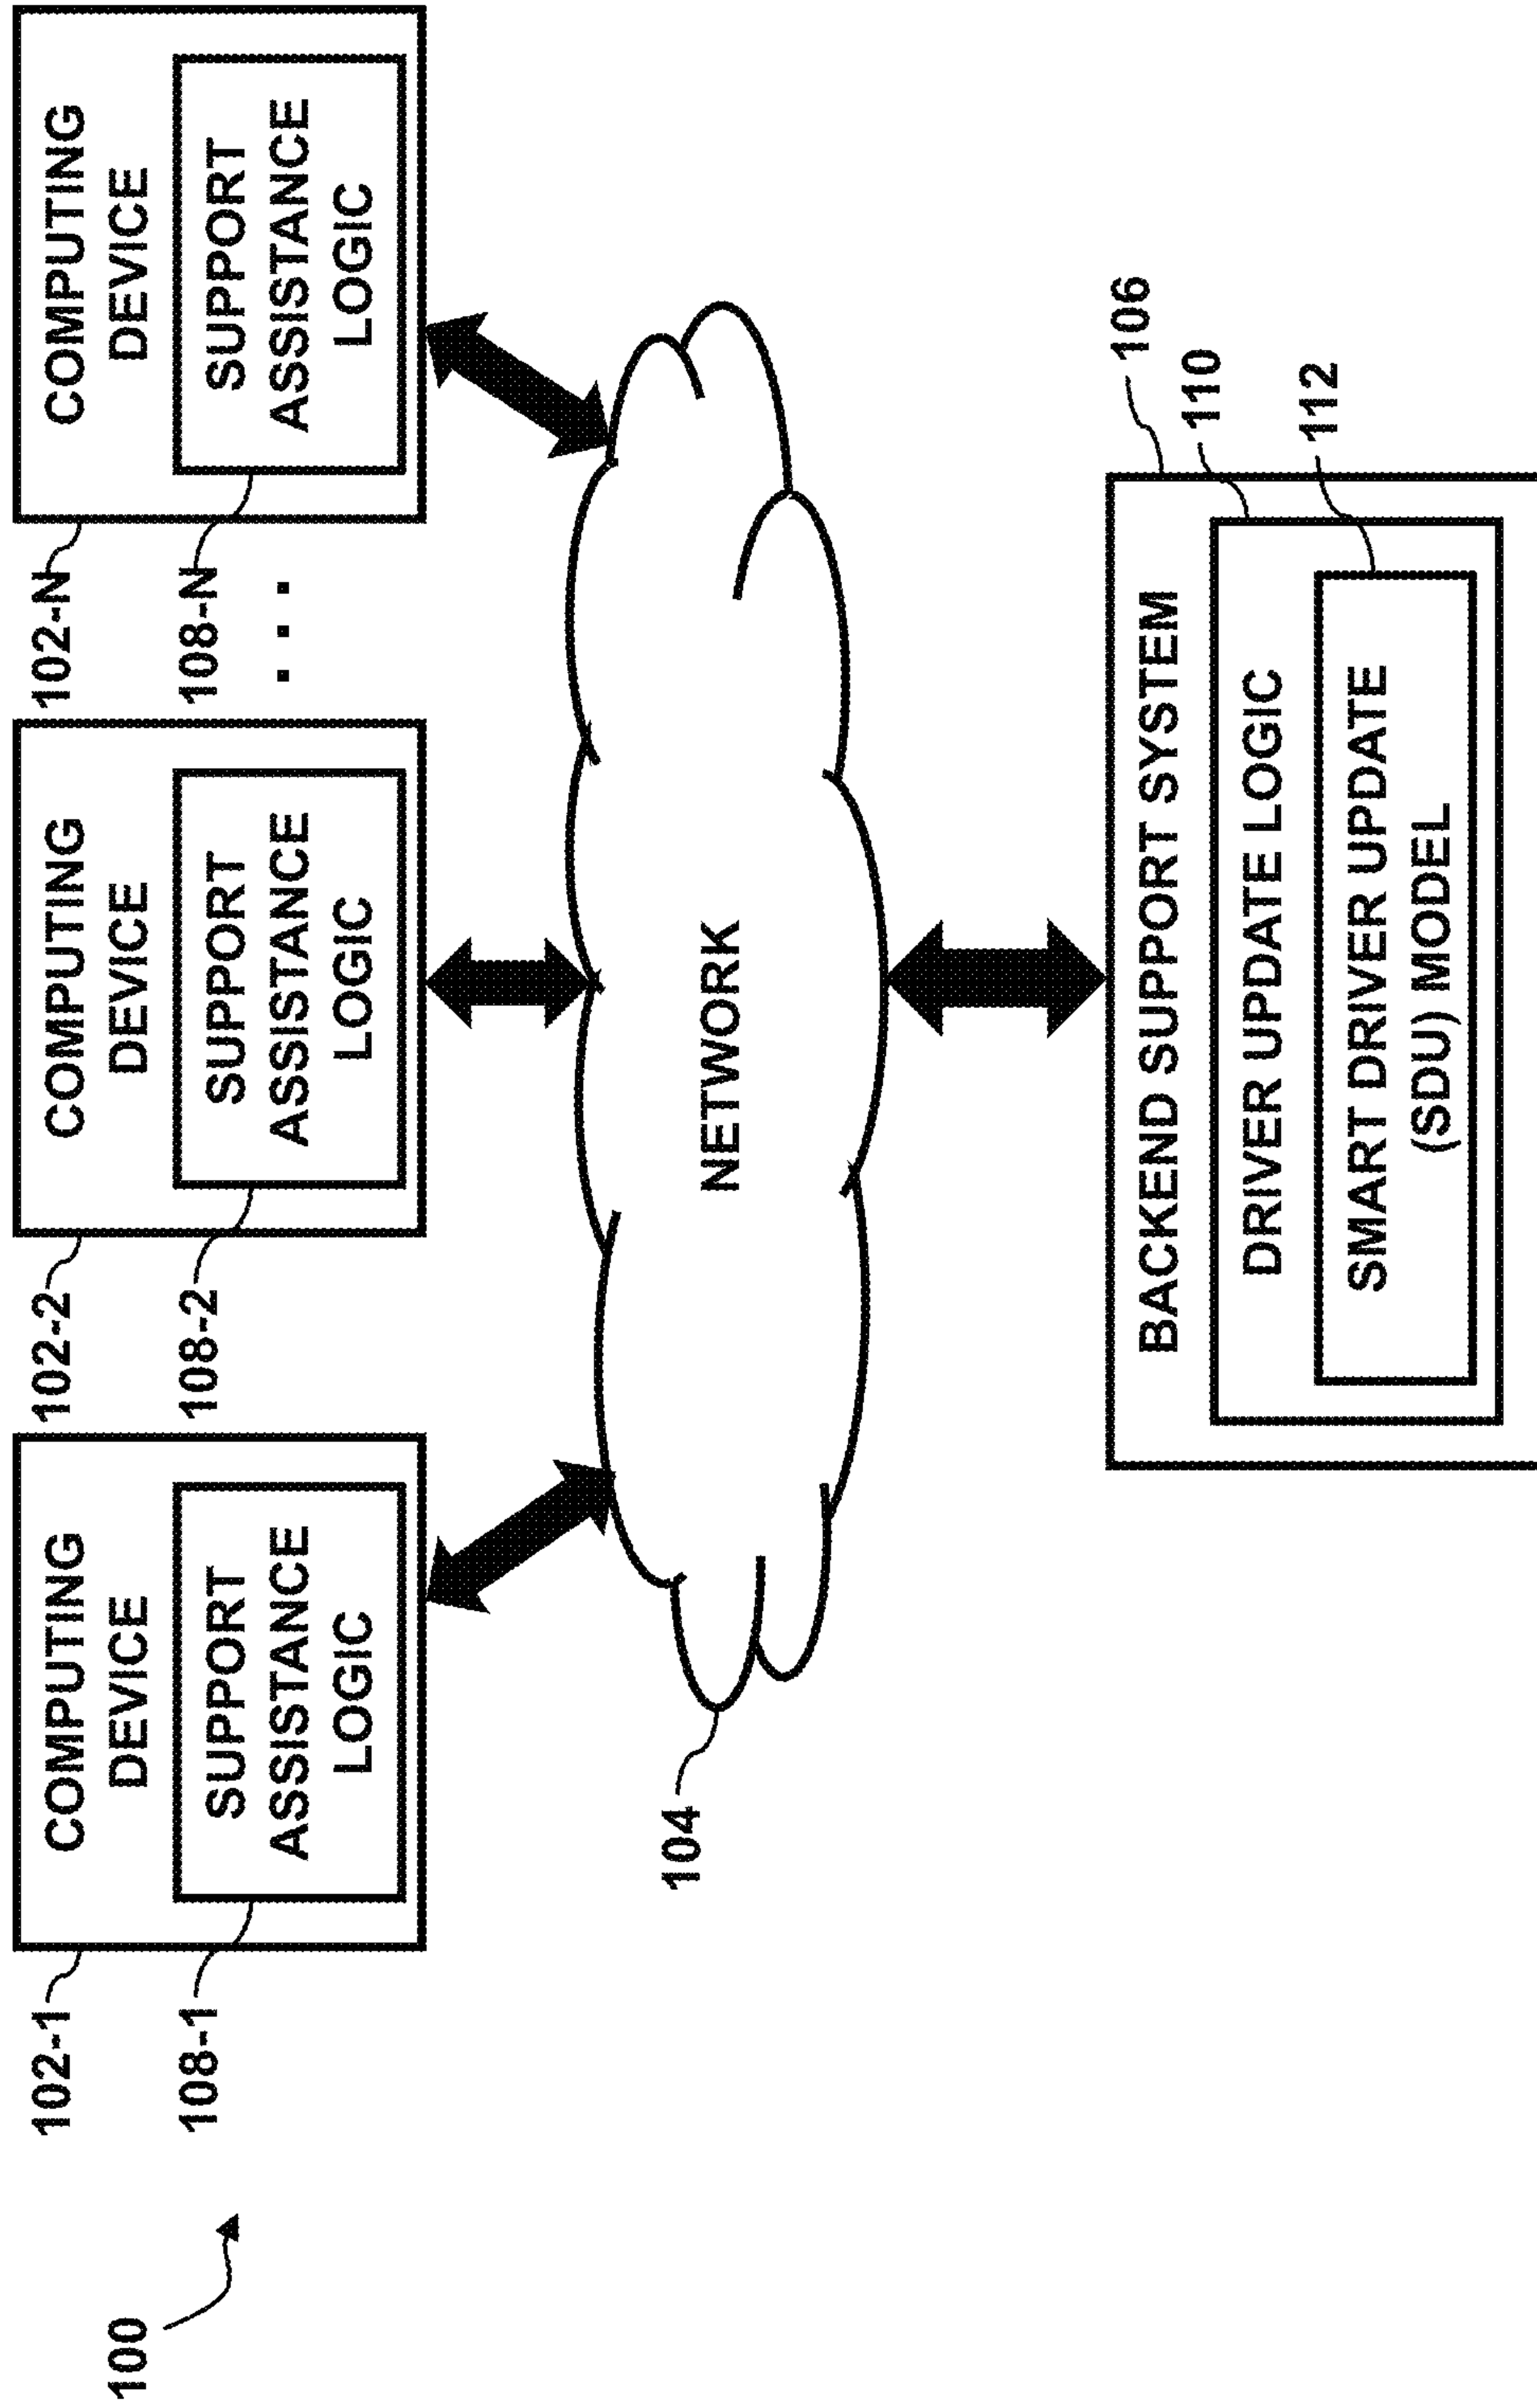 100
102-1
COMPUTING
DEVICE
108-1
SUPPORT
ASSISTANCE
LOGIC
102-2
COMPUTING
DEVICE
108-2
SUPPORT
ASSISTANCE
LOGIC
102-N
COMPUTING
DEVICE
108-N
SUPPORT
ASSISTANCE
LOGIC
. . .
104
NETWORK
106
BACKEND SUPPORT SYSTEM
110
DRIVER UPDATE LOGIC
112
SMART DRIVER UPDATE
(SDU) MODEL